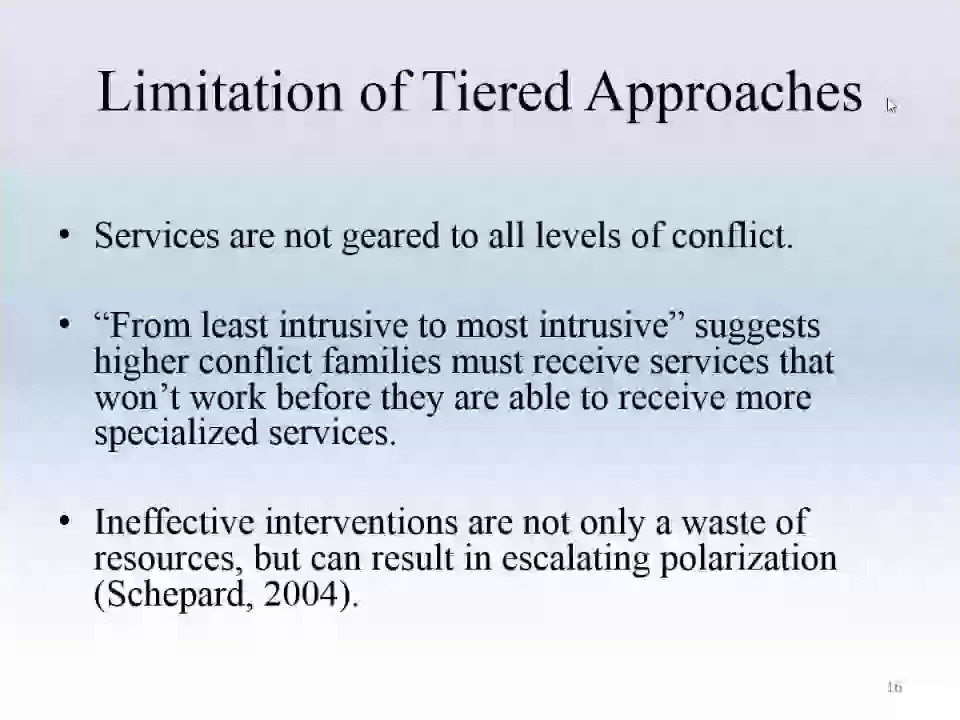 Limitation of Tiered Approaches
• Services are not geared to all levels of conflict.
• “From least intrusive to most intrusive” suggests
higher conflict families must receive services that
won’t work before they are able to receive more
specialized services.
• Ineffective interventions are not only a waste of
resources, but can result in escalating polarization
(Schepard, 2004).
16